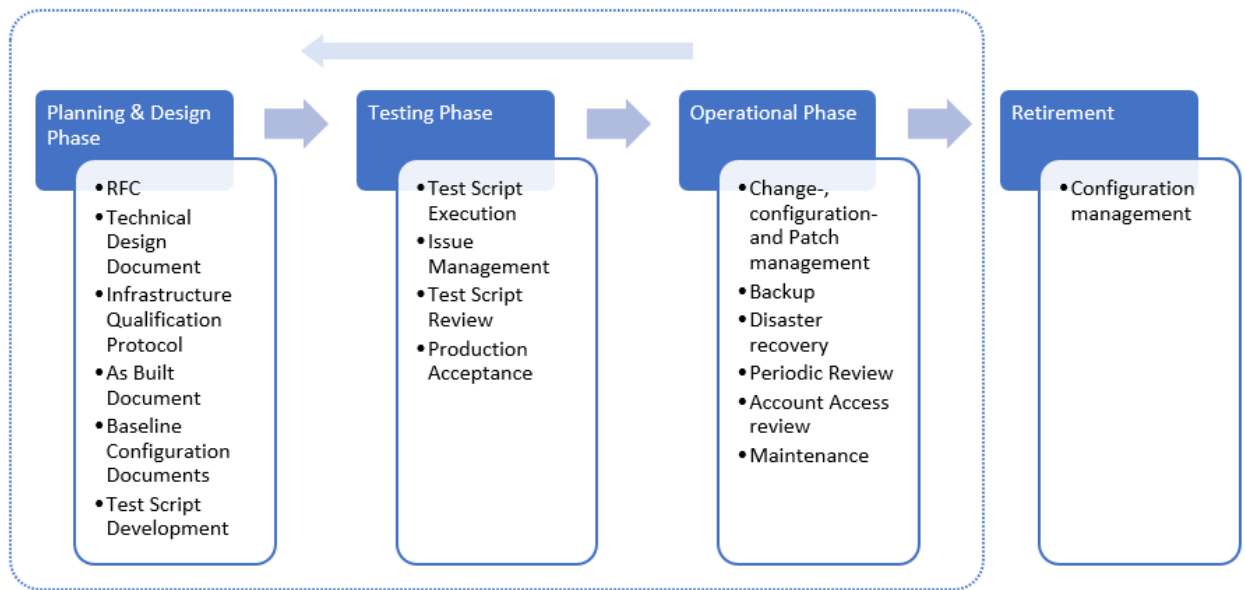 Planning & Design
Phase
• RFC
• Technical
Design
Document
• Infrastructure
Qualification
Protocol
• As Built
Document
• Baseline
Configuration
Documents
• Test Script
Development
Testing Phase
• Test Script
Execution
• Issue
Management
• Test Script
Review
• Production
Acceptance
Operational Phase
• Change-,
configuration-
and Patch
management
• Backup
• Disaster
recovery
• Periodic Review
• Account Access
review
• Maintenance
Retirement
• Configuration
management